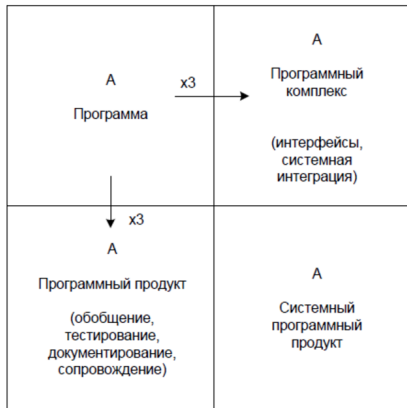 А
Программа
x3
А
Программный
комплекс
(интерфейсы,
системная
интеграция)
x3
А
Программный продукт
(обобщение,
тестирование,
документирование,
сопровождение)
А
Системный
программный
продукт